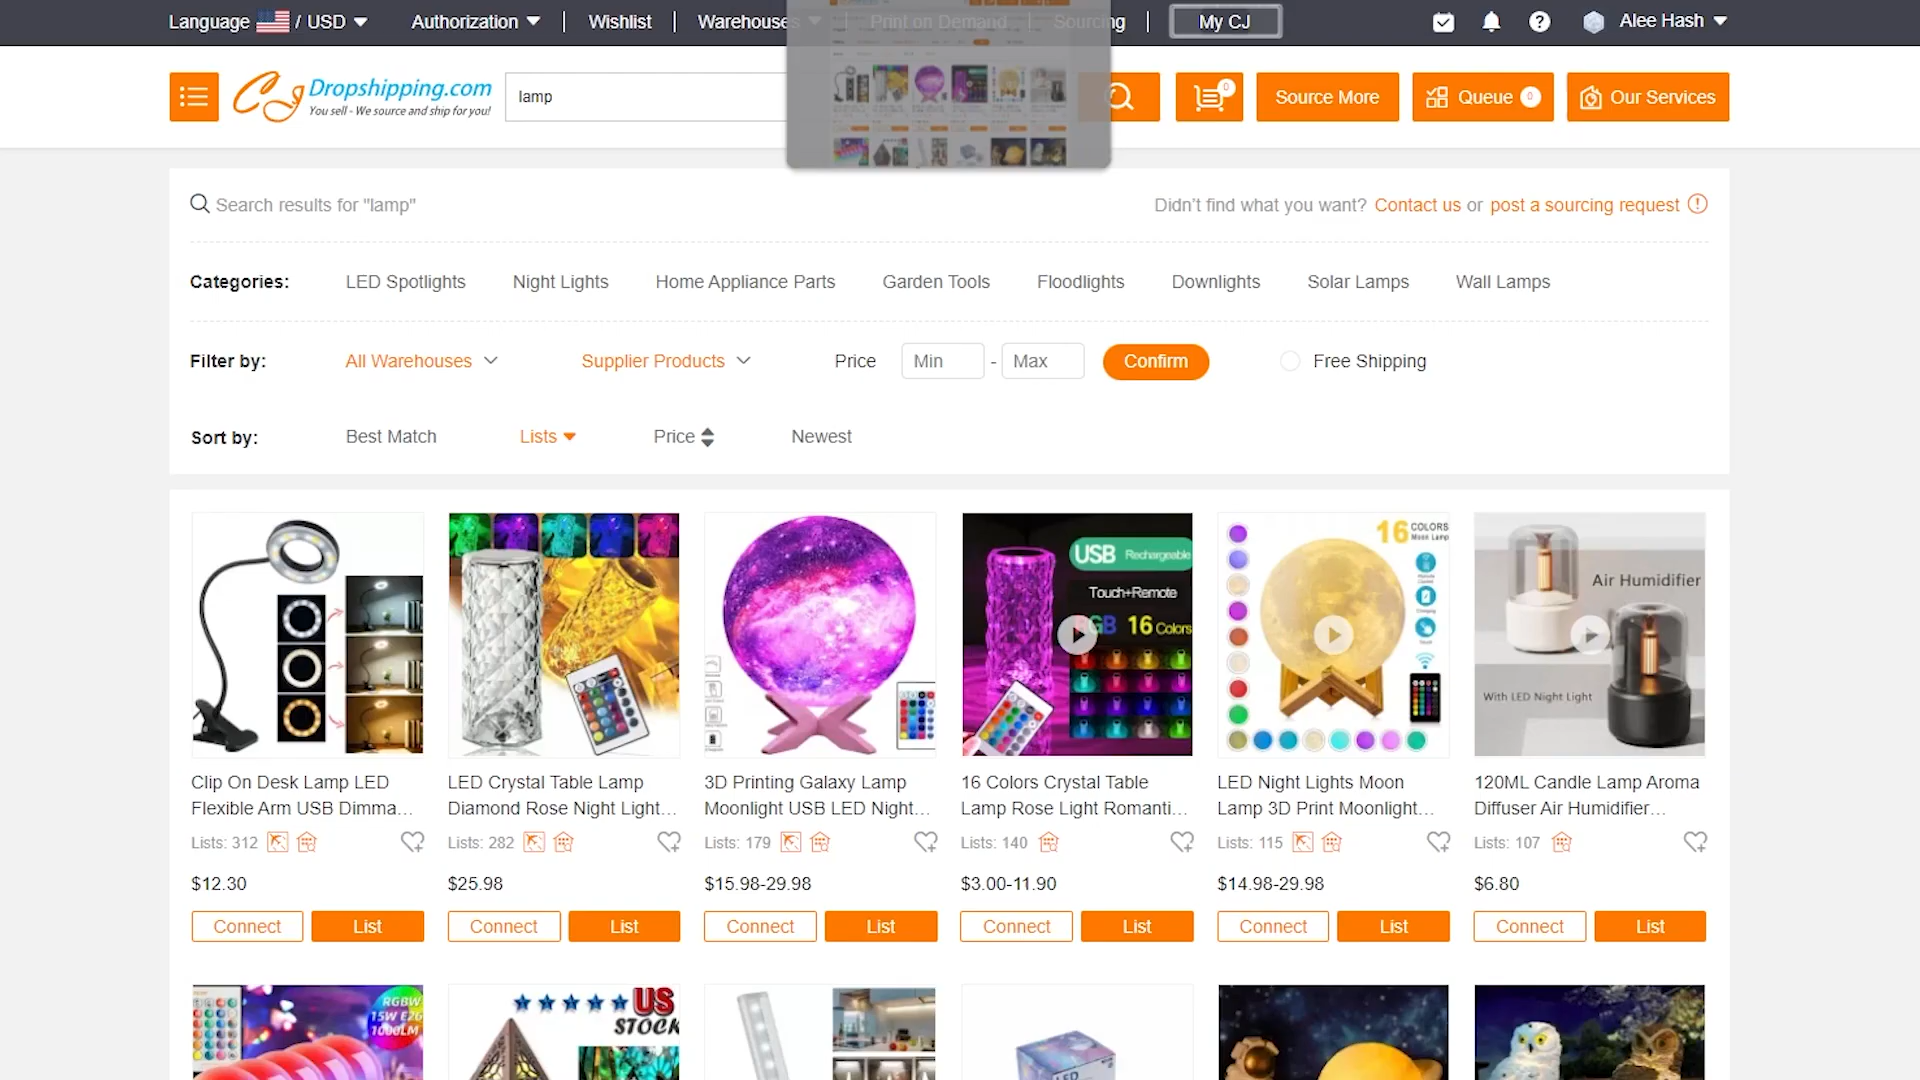 Language / USD Authorization Wishlist Warehouses Print on Demand Sourcing My CJ Alee Hash
CJ Dropshipping.com
You sell - We source and ship for you!
lamp
0
Source More
Queue 0
Our Services
Search results for "lamp"
Didn't find what you want? Contact us or post a sourcing request
Categories: LED Spotlights Night Lights Home Appliance Parts Garden Tools Floodlights Downlights Solar Lamps Wall Lamps
Filter by: All Warehouses Supplier Products Price Min - Max Confirm Free Shipping
Sort by: Best Match Lists Price Newest
USB Rechargeable
Touch+Remote
RGB 16 Colors
16 COLORS
Moon Lamp
Air Humidifier
With LED Night Light
Clip On Desk Lamp LED
Flexible Arm USB Dimma...
Lists: 312
$12.30
Connect List
LED Crystal Table Lamp
Diamond Rose Night Light...
Lists: 282
$25.98
Connect List
3D Printing Galaxy Lamp
Moonlight USB LED Night...
Lists: 179
$15.98-29.98
Connect List
16 Colors Crystal Table
Lamp Rose Light Romanti...
Lists: 140
$3.00-11.90
Connect List
LED Night Lights Moon
Lamp 3D Print Moonlight...
Lists: 115
$14.98-29.98
Connect List
120ML Candle Lamp Aroma
Diffuser Air Humidifier...
Lists: 107
$6.80
Connect List
RGBW
15W E26
1000LM
US
STOCK
LED